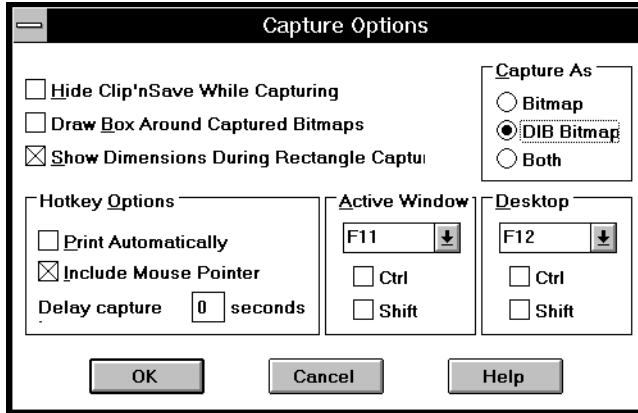 Capture Options
Hide Clip'nSave While Capturing
Draw Box Around Captured Bitmaps
Show Dimensions During Rectangle Captu
Capture As
Bitmap
DIB Bitmap
Both
Hotkey Options
Print Automatically
Include Mouse Pointer
Delay capture 0 seconds
Active Window
F11
Ctrl
Shift
Desktop
F12
Ctrl
Shift
OK Cancel Help